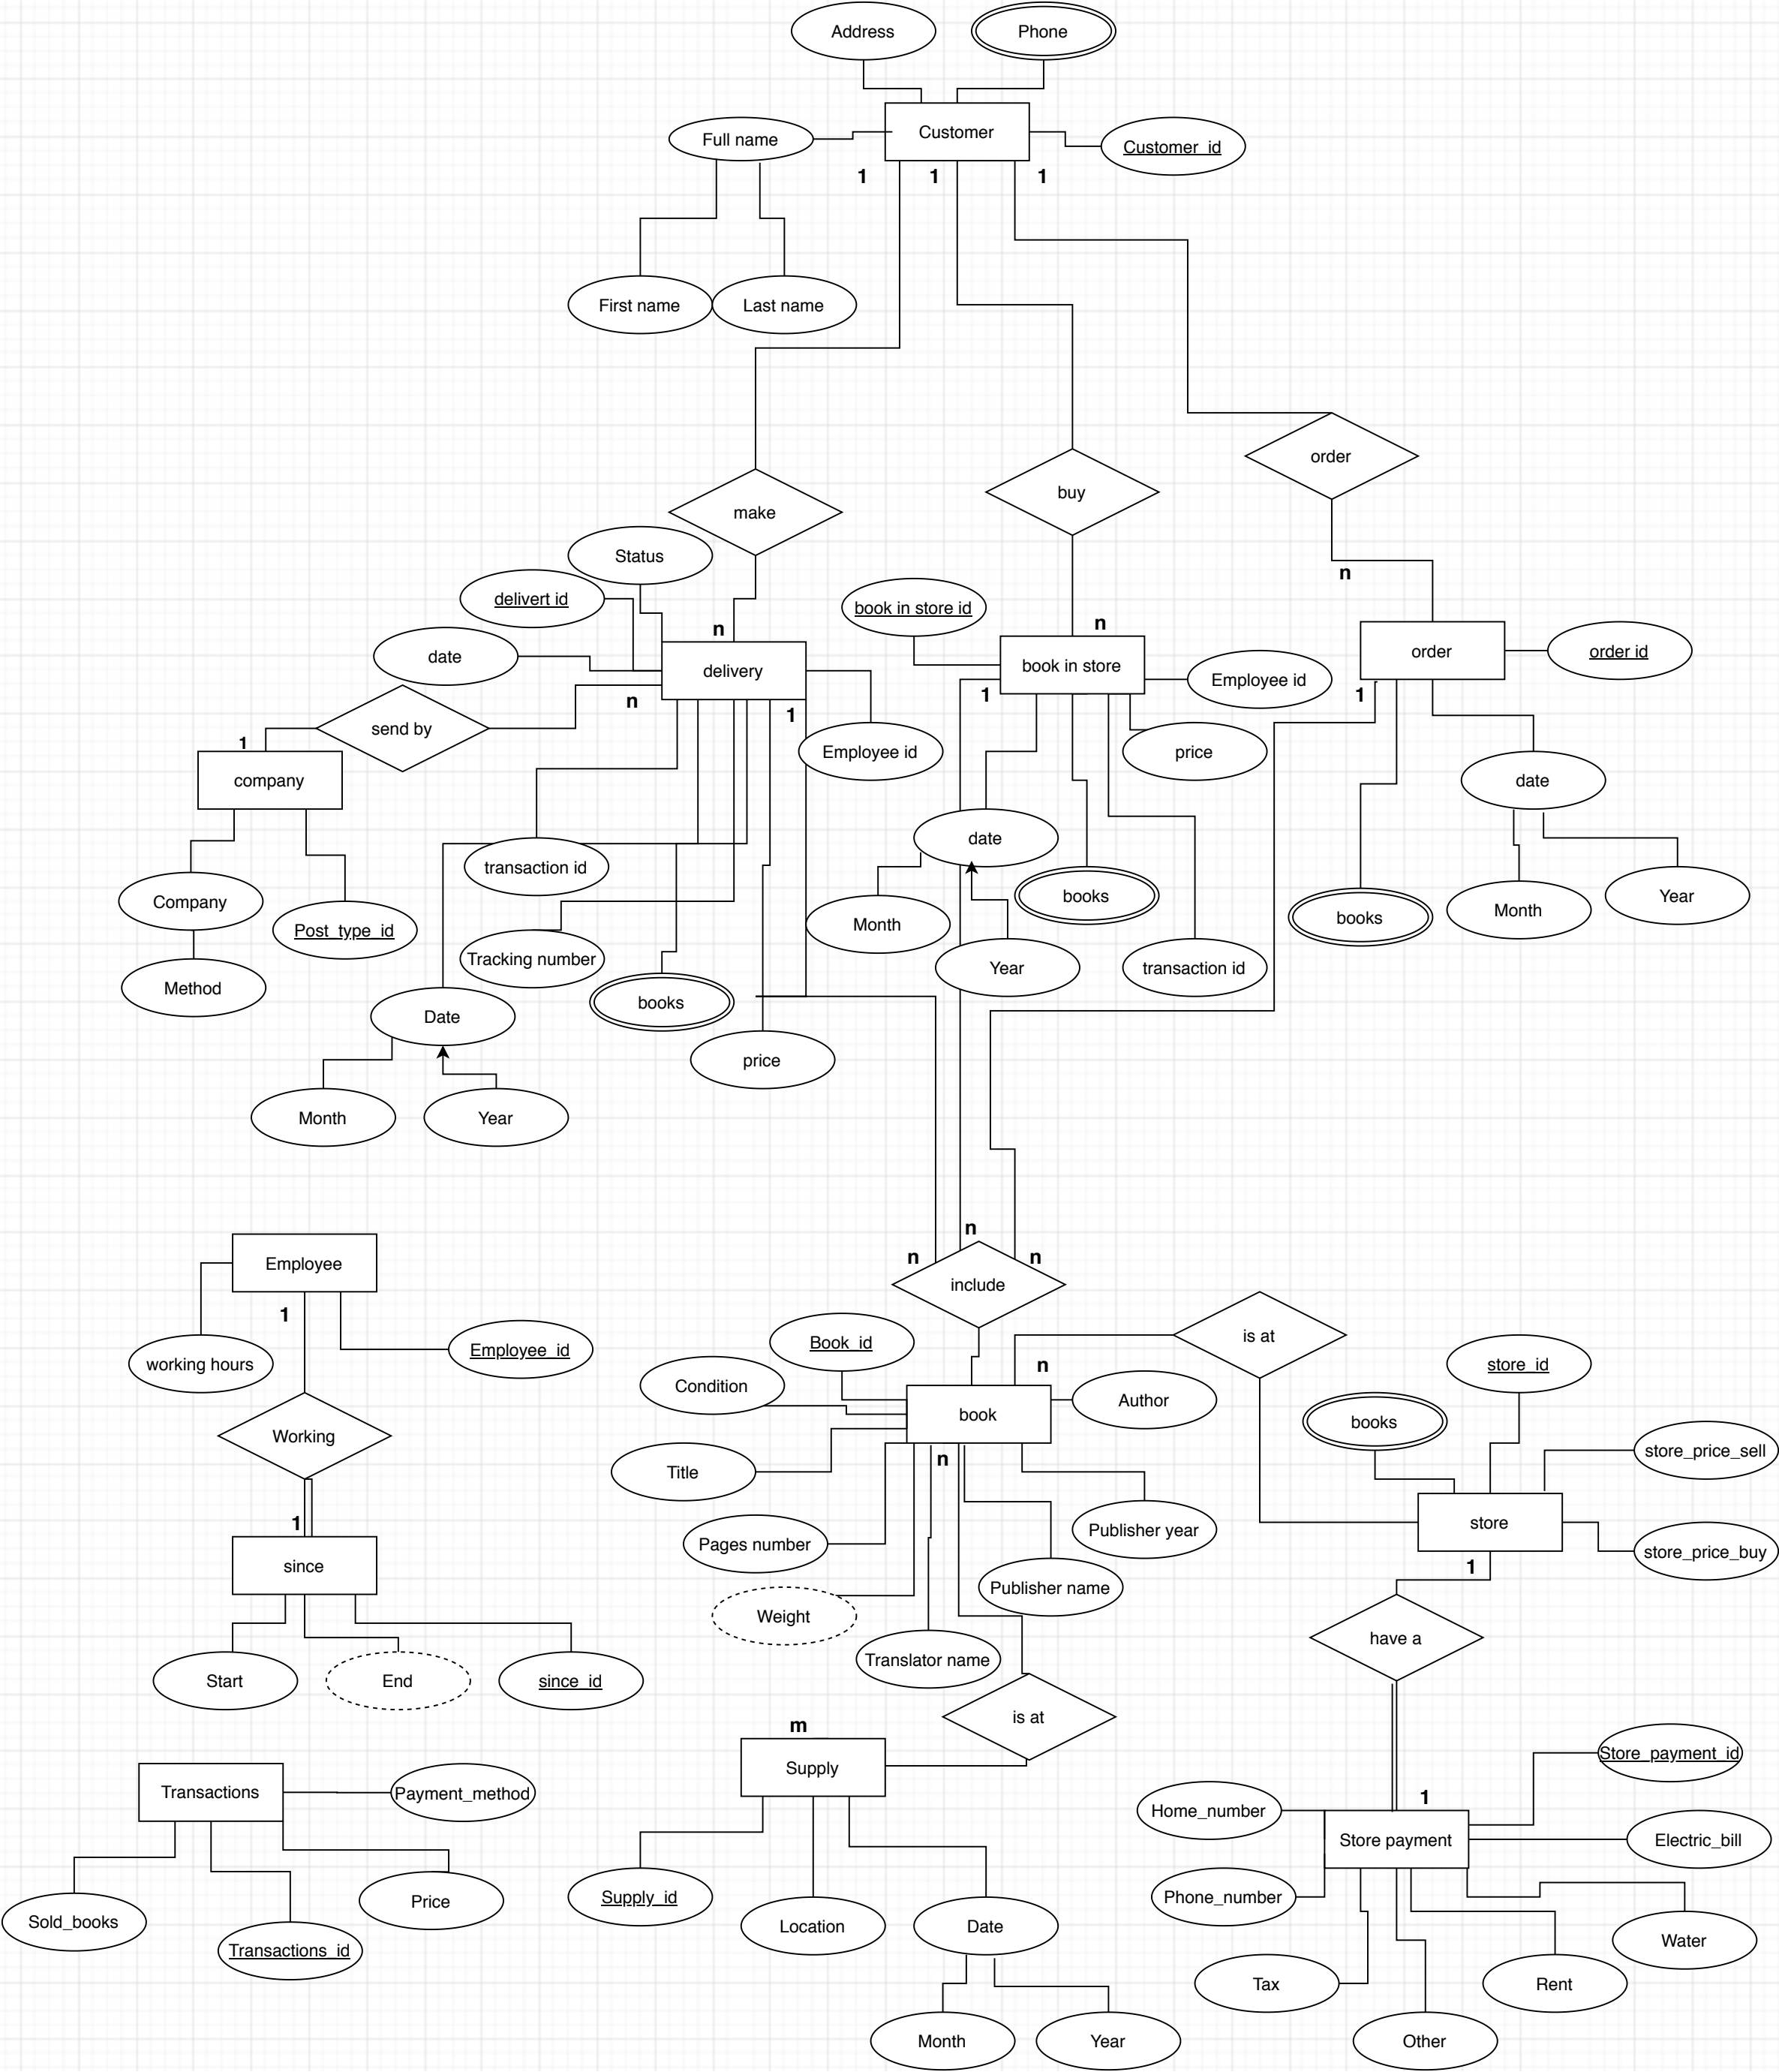 Address
Phone
Full name
Customer
Customer_id
1
1
1
First name
Last name
order
buy
make
Status
delivert id
book in store id
n
n
n
date
delivery
book in store
order
order id
Employee id
n
1
1
1
send by
1
company
Employee id
price
date
date
transaction id
Company
Post_type_id
books
Month
books
Month
Year
Tracking number
Year
transaction id
Method
books
Date
price
Month
Year
n
n
n
Employee
include
1
is at
working hours
Employee_id
Book_id
n
store_id
Condition
book
Author
books
Working
n
Title
store_price_sell
1
Pages number
Publisher year
store
store_price_buy
since
1
Publisher name
Weight
have a
Translator name
Start
End
since_id
is at
m
Supply
Store_payment_id
Transactions
Payment_method
1
Home_number
Store payment
Electric_bill
Sold_books
Price
Supply_id
Location
Date
Phone_number
Transactions_id
Water
Tax
Rent
Month
Year
Other